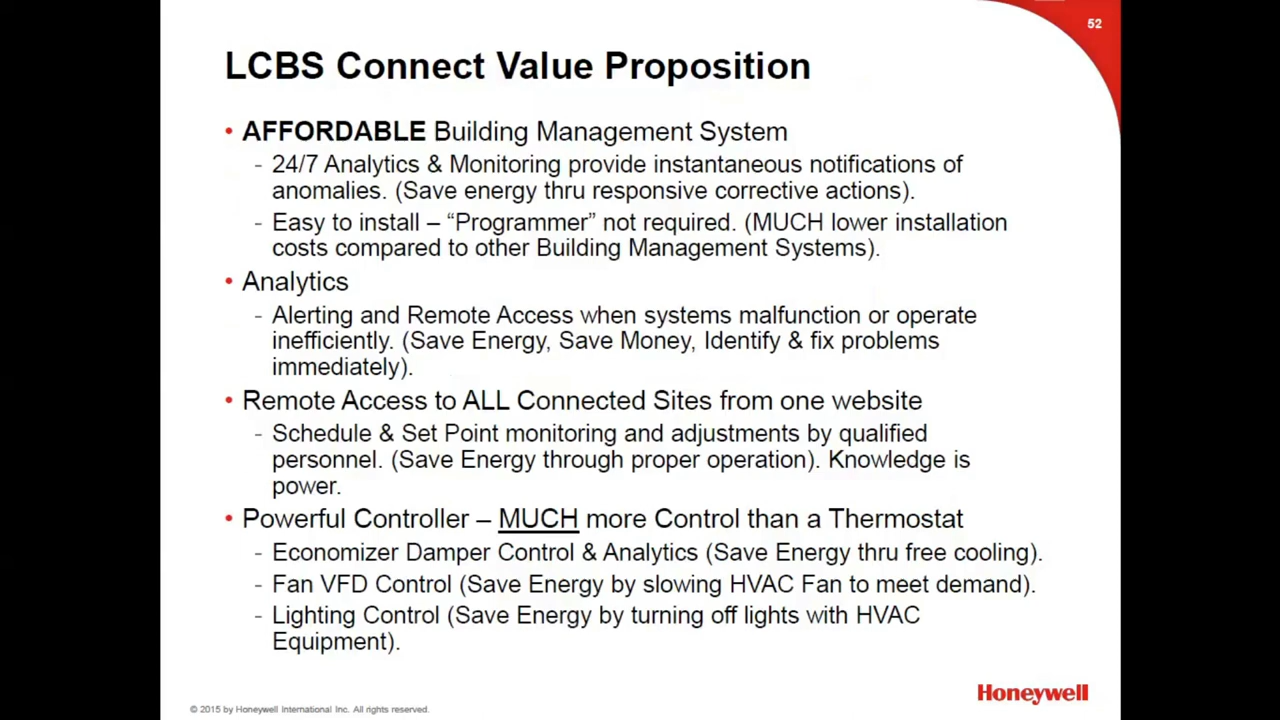 52
LCBS Connect Value Proposition
• AFFORDABLE Building Management System
- 24/7 Analytics & Monitoring provide instantaneous notifications of
anomalies. (Save energy thru responsive corrective actions).
- Easy to install – “Programmer” not required. (MUCH lower installation
costs compared to other Building Management Systems).
• Analytics
- Alerting and Remote Access when systems malfunction or operate
inefficiently. (Save Energy, Save Money, Identify & fix problems
immediately).
• Remote Access to ALL Connected Sites from one website
- Schedule & Set Point monitoring and adjustments by qualified
personnel. (Save Energy through proper operation). Knowledge is
power.
• Powerful Controller – MUCH more Control than a Thermostat
- Economizer Damper Control & Analytics (Save Energy thru free cooling).
- Fan VFD Control (Save Energy by slowing HVAC Fan to meet demand).
- Lighting Control (Save Energy by turning off lights with HVAC
Equipment).
Honeywell
© 2015 by Honeywell International Inc. All rights reserved.